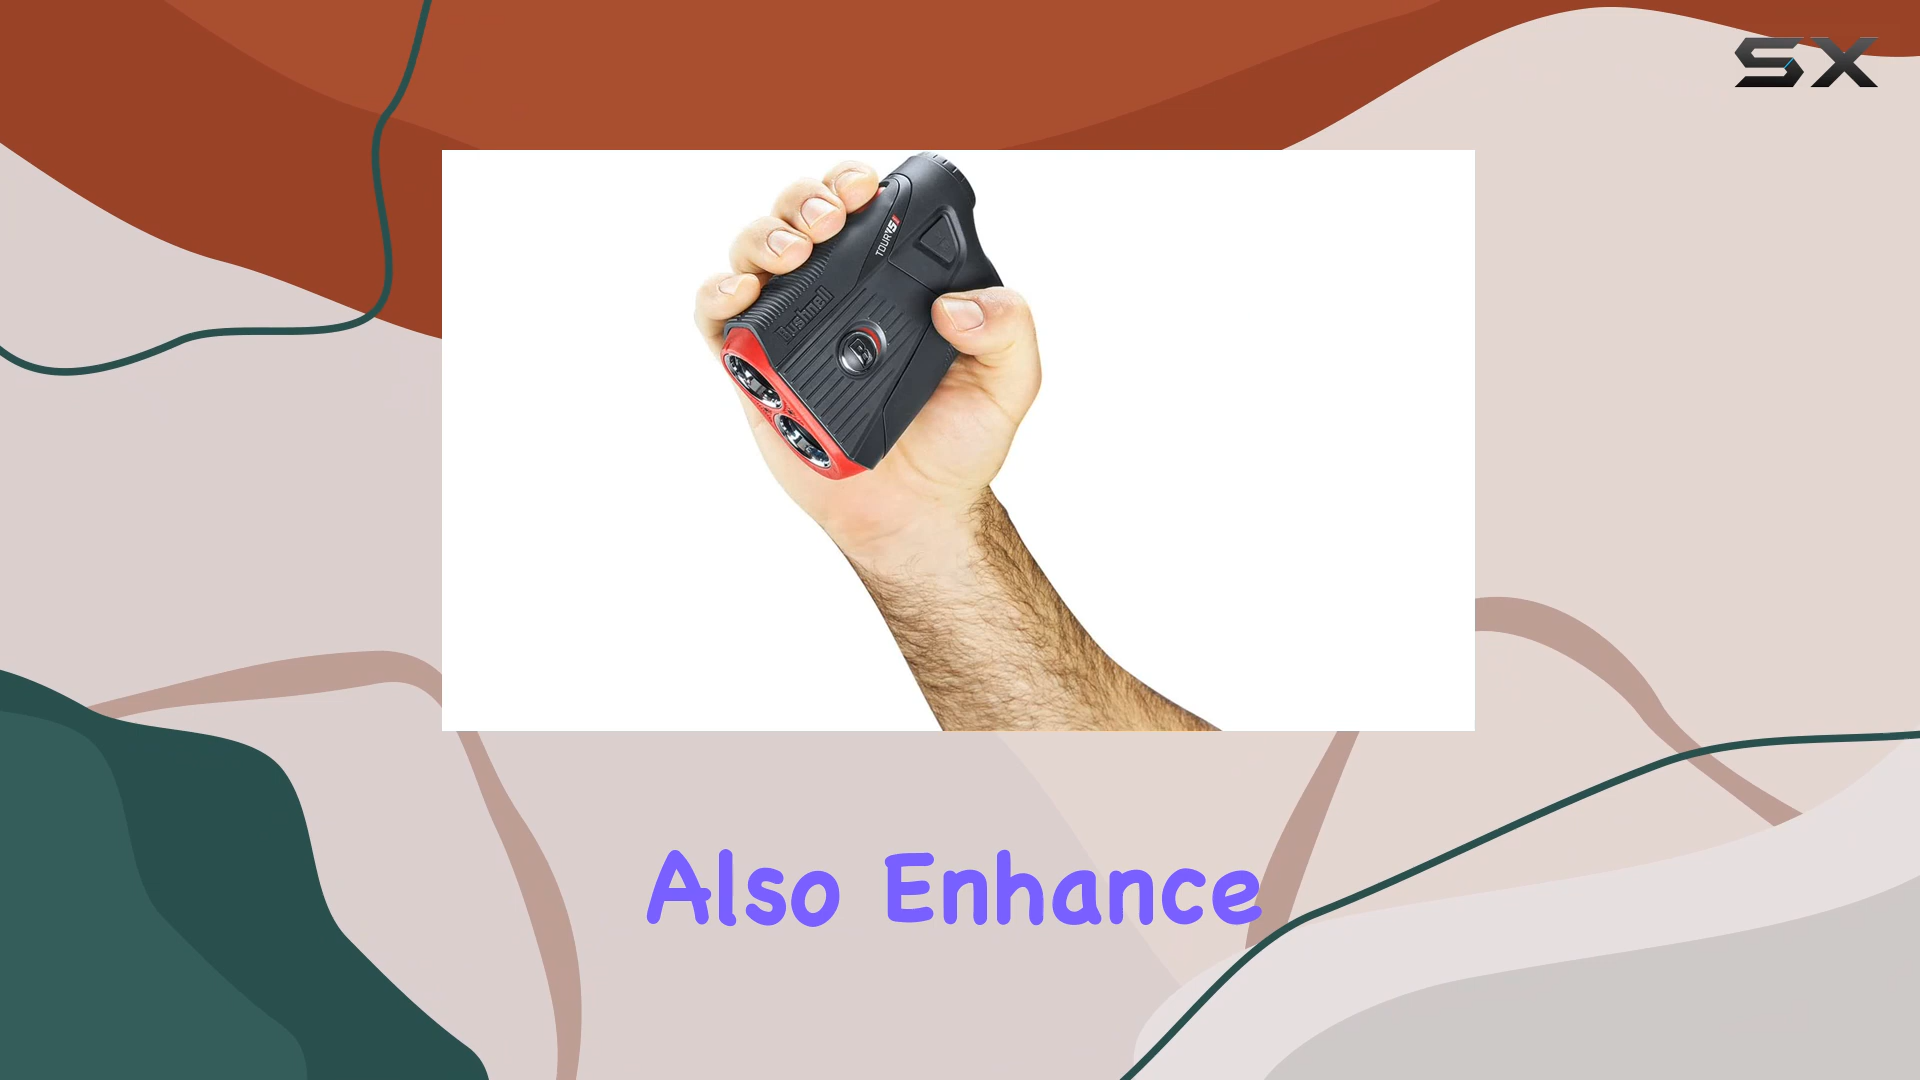 SX
TOUR V5
Bushnell
B
Also Enhance